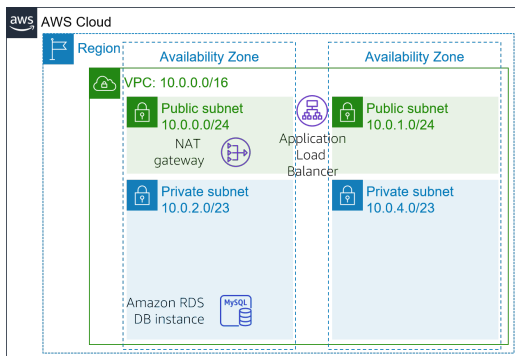 aws
AWS Cloud
Region
Availability Zone
Availability Zone
VPC: 10.0.0.0/16
Public subnet
10.0.0.0/24
Public subnet
10.0.1.0/24
NAT
gateway
Application
Load
Balancer
Private subnet
10.0.2.0/23
Private subnet
10.0.4.0/23
Amazon RDS
DB instance
MySQL